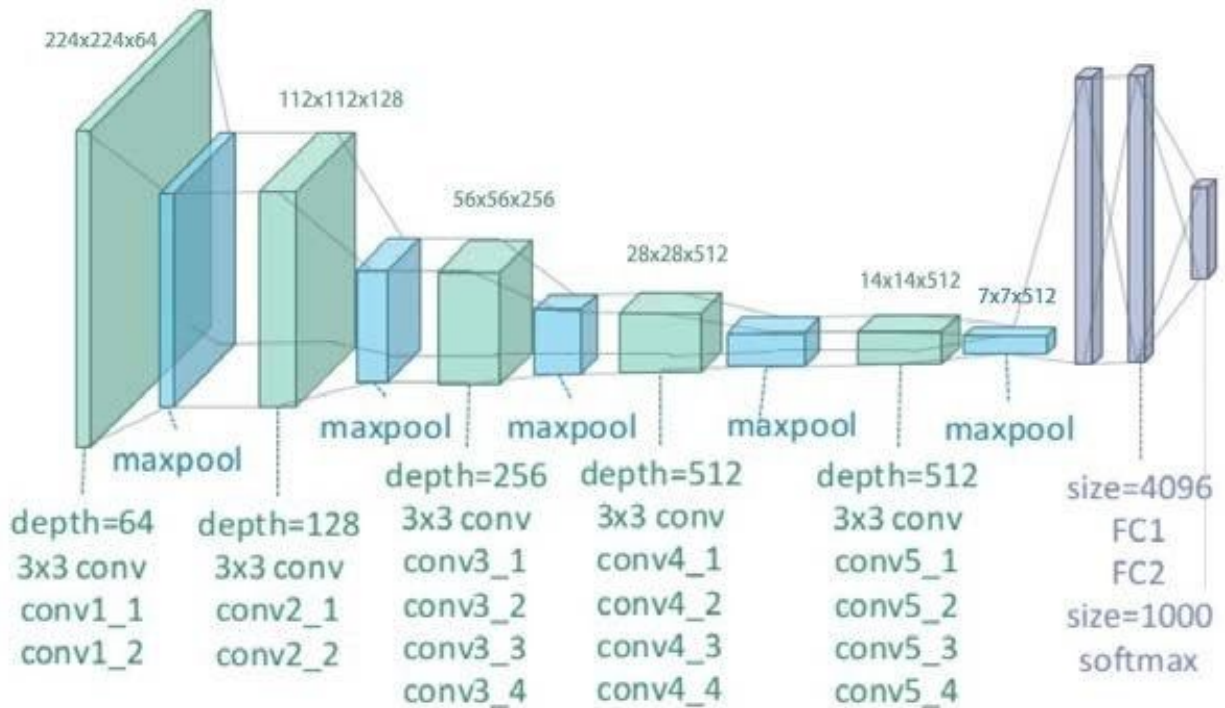 224x224x64
112x112x128
56x56x256
28x28x512
14x14x512
7x7x512
maxpool
maxpool
maxpool
maxpool
maxpool
depth=64
3x3 conv
conv1_1
conv1_2
depth=128
3x3 conv
conv2_1
conv2_2
depth=256
3x3 conv
conv3_1
conv3_2
conv3_3
conv3_4
depth=512
3x3 conv
conv4_1
conv4_2
conv4_3
conv4_4
depth=512
3x3 conv
conv5_1
conv5_2
conv5_3
conv5_4
size=4096
FC1
FC2
size=1000
softmax